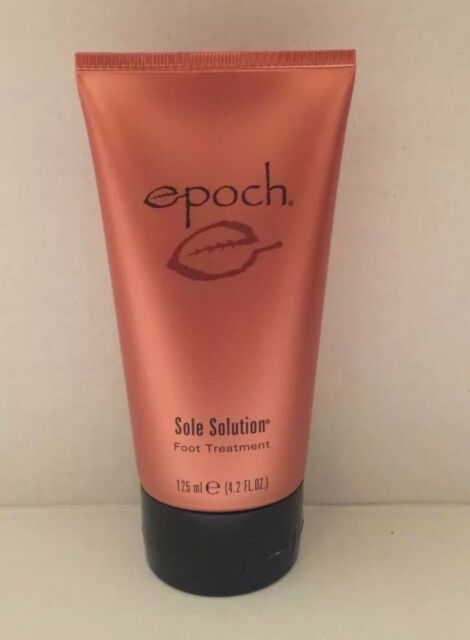 epoch®
Sole Solution®
Foot Treatment
125 ml ℮ (4.2 FL.OZ.)